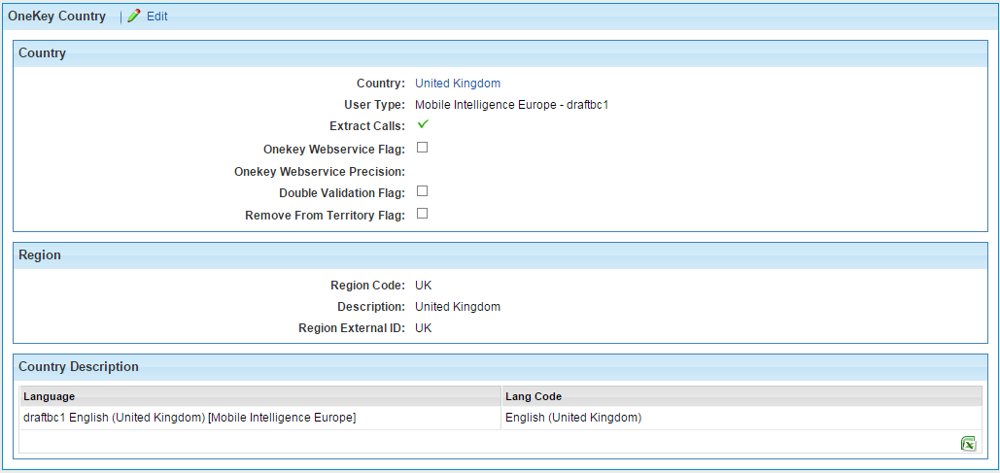 OneKey Country | Edit
Country
Country: United Kingdom
User Type: Mobile Intelligence Europe - draftbc1
Extract Calls:
Onekey Webservice Flag:
Onekey Webservice Precision:
Double Validation Flag:
Remove From Territory Flag:
Region
Region Code: UK
Description: United Kingdom
Region External ID: UK
Country Description
Language Lang Code
draftbc1 English (United Kingdom) [Mobile Intelligence Europe] English (United Kingdom)